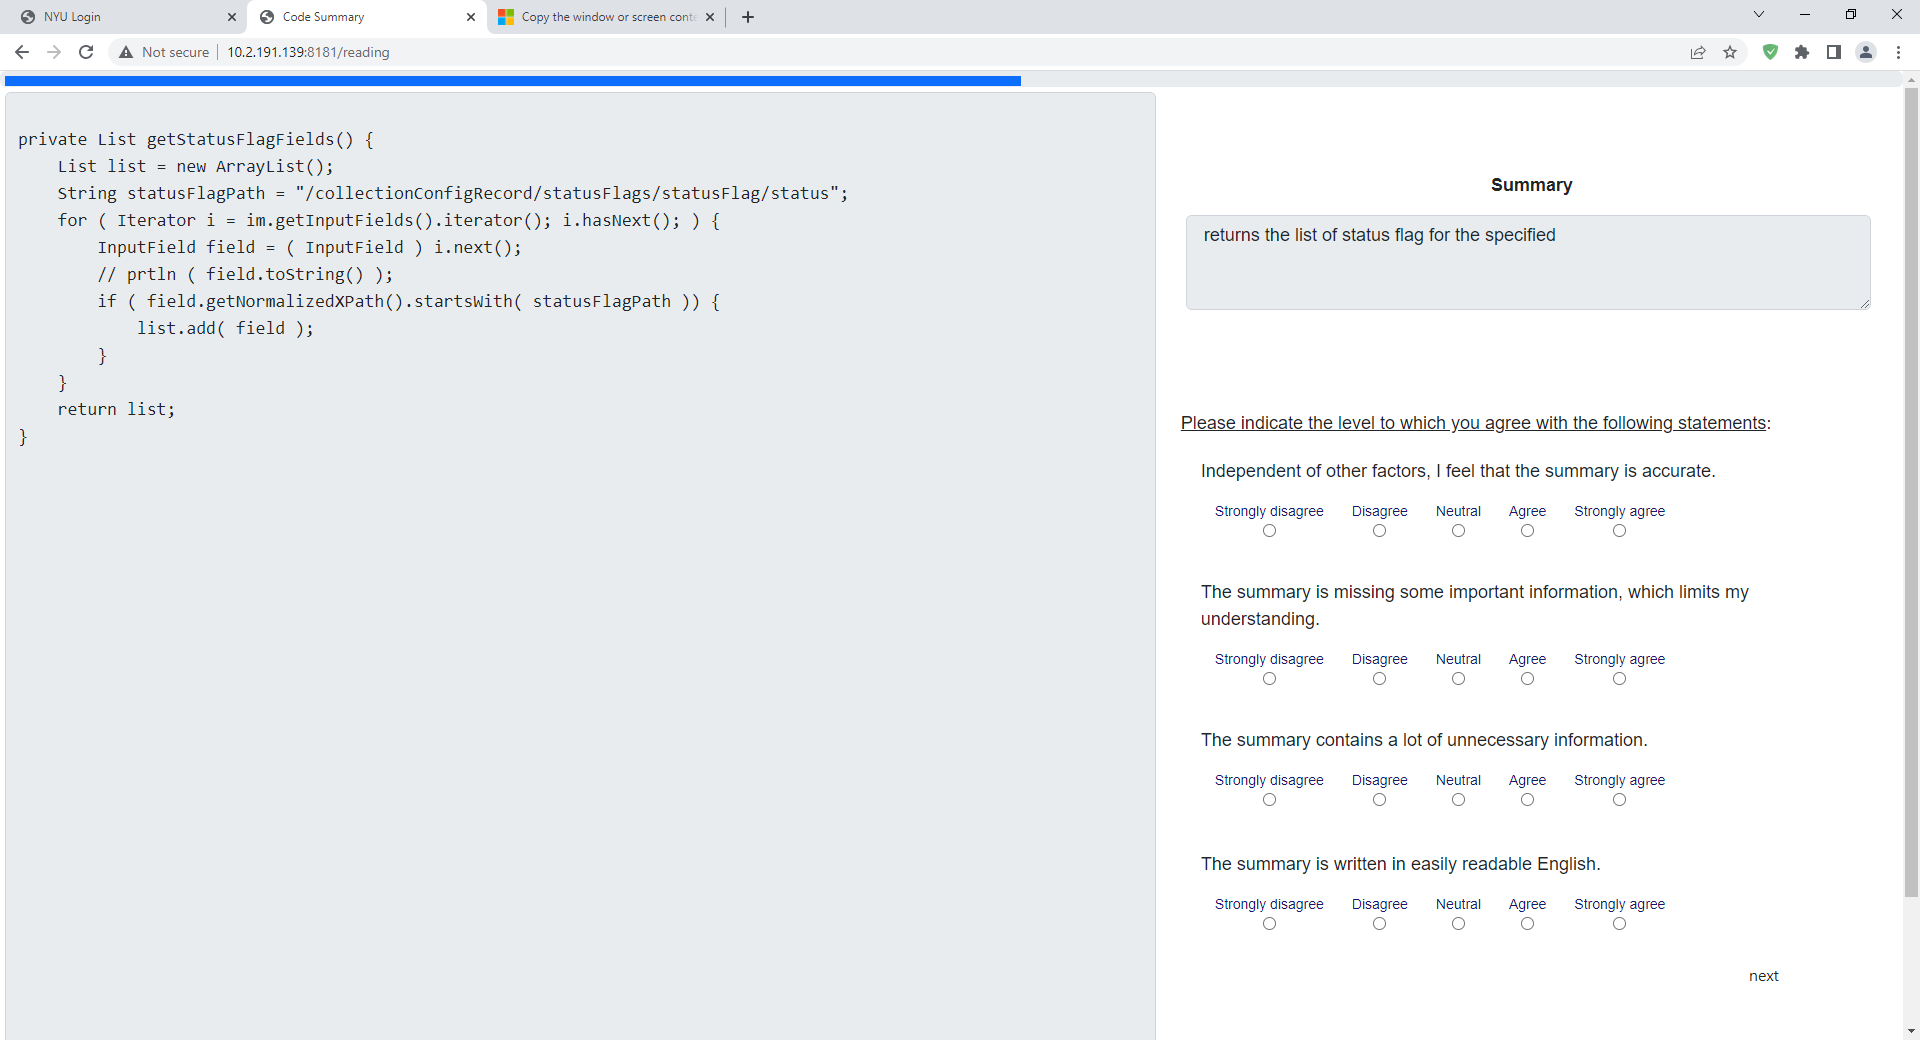 NYU Login
Code Summary
Copy the window or screen conte
Not secure
10.2.191.139:8181/reading
private List getStatusFlagFields() {
    List list = new ArrayList();
    String statusFlagPath = "/collectionConfigRecord/statusFlags/statusFlag/status";
    for ( Iterator i = im.getInputFields().iterator(); i.hasNext(); ) {
        InputField field = ( InputField ) i.next();
        // prtln ( field.toString() );
        if ( field.getNormalizedXPath().startsWith( statusFlagPath )) {
            list.add( field );
        }
    }
    return list;
}
Summary
returns the list of status flag for the specified
Please indicate the level to which you agree with the following statements:
Independent of other factors, I feel that the summary is accurate.
Strongly disagree Disagree Neutral Agree Strongly agree
The summary is missing some important information, which limits my
understanding.
Strongly disagree Disagree Neutral Agree Strongly agree
The summary contains a lot of unnecessary information.
Strongly disagree Disagree Neutral Agree Strongly agree
The summary is written in easily readable English.
Strongly disagree Disagree Neutral Agree Strongly agree
next